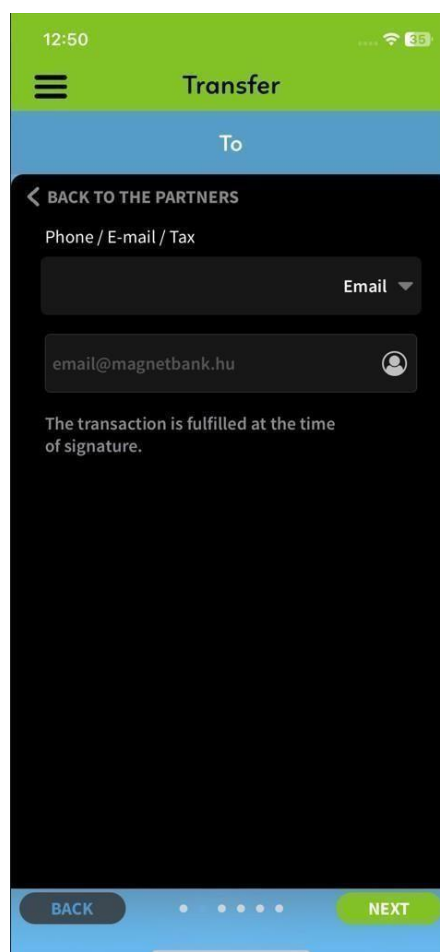 12:50
35
Transfer
To
BACK TO THE PARTNERS
Phone / E-mail / Tax
Email
email@magnetbank.hu
The transaction is fulfilled at the time
of signature.
BACK
NEXT